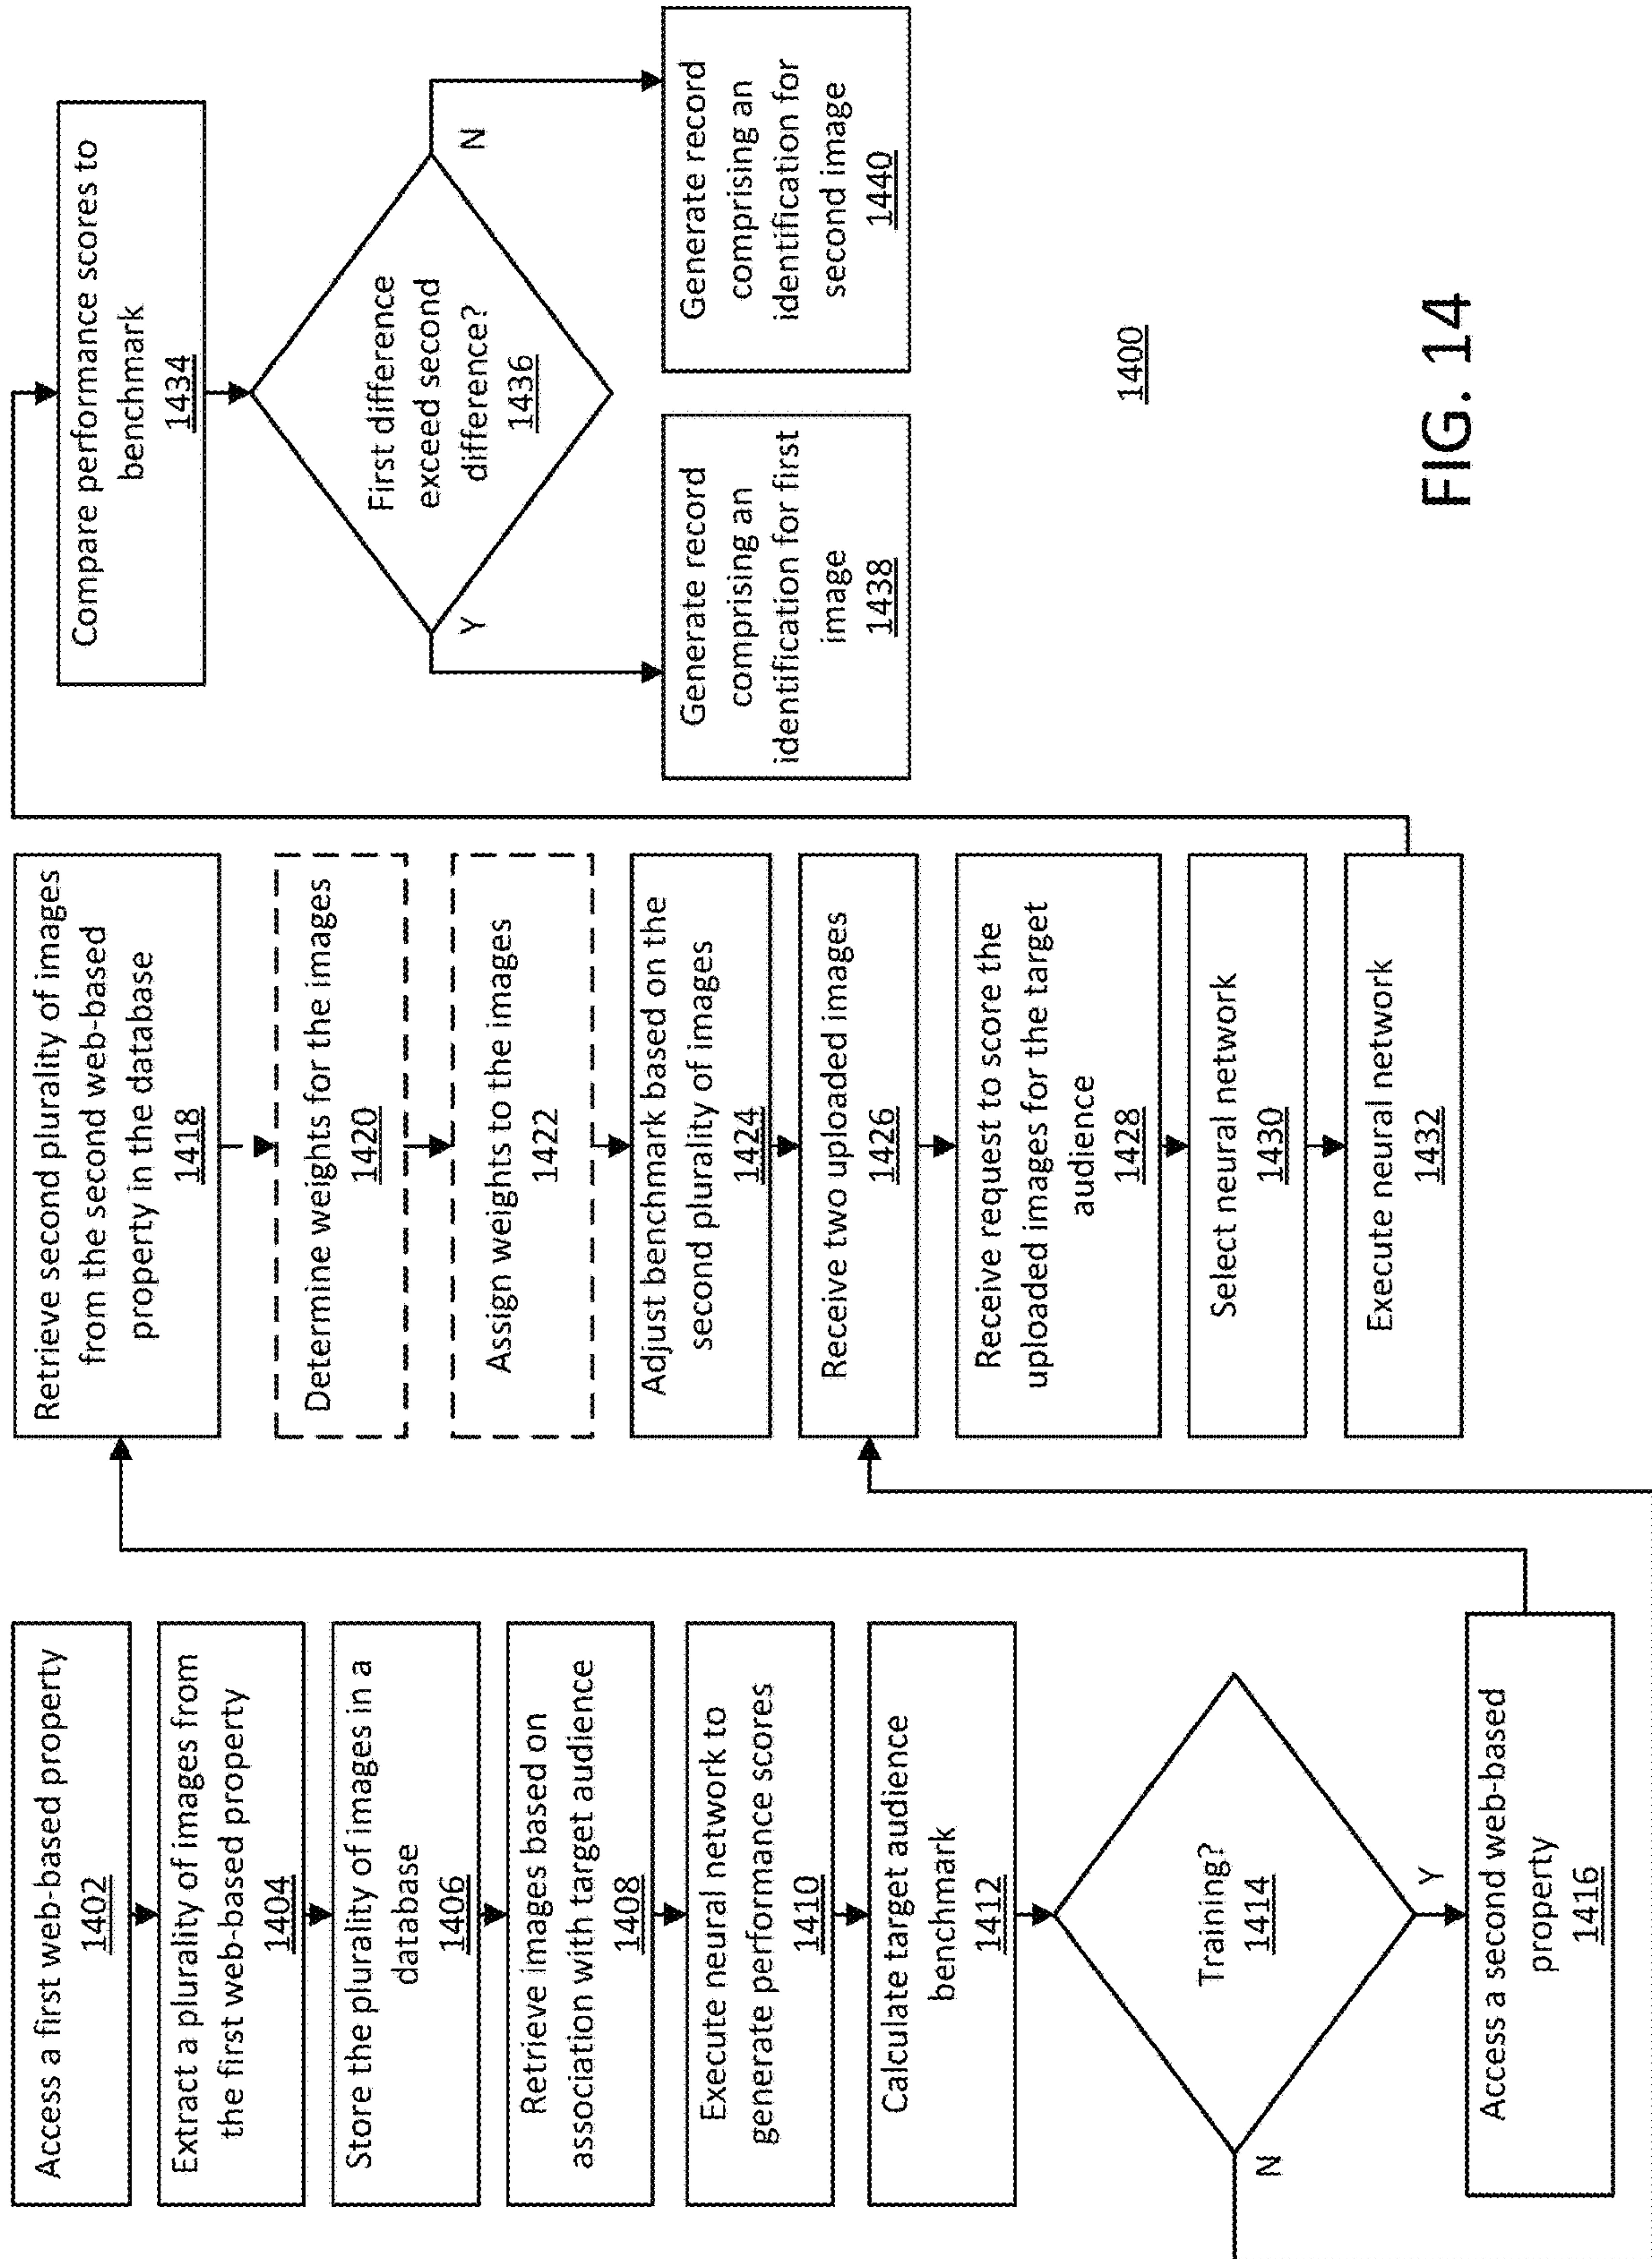 Access a first web-based property
1402
Extract a plurality of images from
the first web-based property
1404
Store the plurality of images in a
database
1406
Retrieve images based on
association with target audience
1408
Execute neural network to
generate performance scores
1410
Calculate target audience
benchmark
1412
Training?
1414
N
Y
Access a second web-based
property
1416
Retrieve second plurality of images
from the second web-based
property in the database
1418
Determine weights for the images
1420
Assign weights to the images
1422
Adjust benchmark based on the
second plurality of images
1424
Receive two uploaded images
1426
Receive request to score the
uploaded images for the target
audience
1428
Select neural network
1430
Execute neural network
1432
Compare performance scores to
benchmark
1434
First difference
exceed second
difference?
1436
Y
N
Generate record
comprising an
identification for first
image
1438
Generate record
comprising an
identification for
second image
1440
1400
FIG. 14